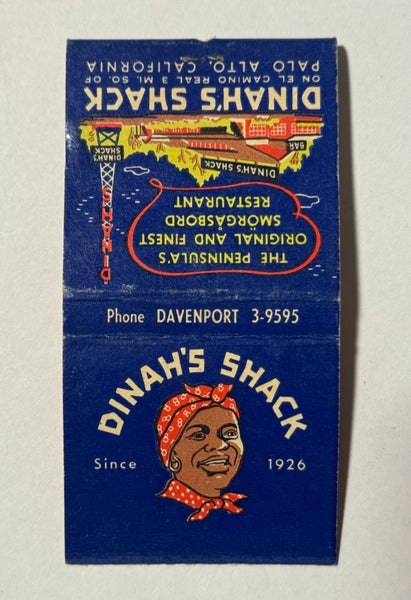 DINAH'S SHACK
ON EL CAMINO REAL 3 MI. SO. OF
PALO ALTO, CALIFORNIA
BAR
DINAH'S SHACK
DINAH'S
SHACK
DINAH'S
THE PENINSULA'S
ORIGINAL AND FINEST
SMÖRGÅSBORD
RESTAURANT
Phone DAVENPORT 3-9595
DINAH'S SHACK
Since 1926